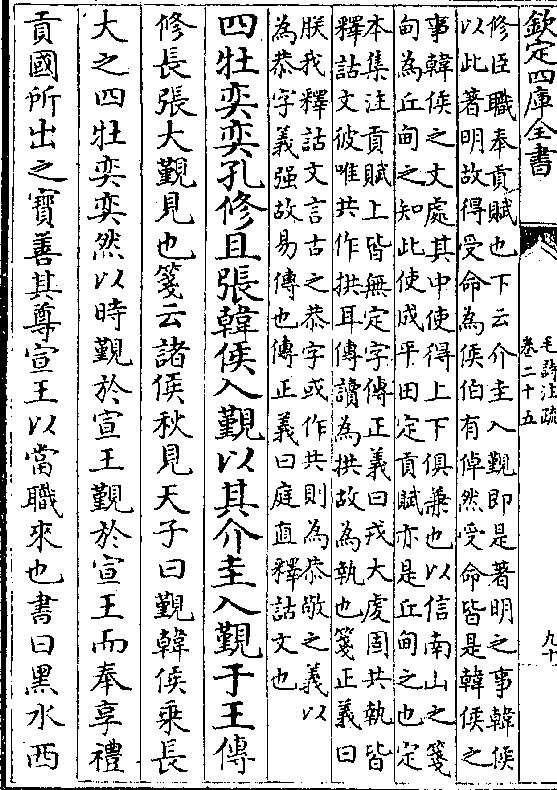 欽定四庫全書
毛詩注疏
卷二十五
九十
修臣職奉貢賦也下云介圭入覲即是著明之事韓侯
以此著明故得受命為侯伯有倬然受命皆是韓侯之
事韓侯之文處其中使得上下俱兼也以信南山之箋
甸為丘甸之知此使成平田定貢賦亦是丘甸之也定
本集注貢賦上皆無定字傳正義曰戎大虔固共執皆
釋詁文彼唯共作拱耳傳讀為拱故為執也箋正義曰
朕我釋詁文言古之恭字或作共則為恭敬之義以
為恭字義强故易傳也傳正義曰庭直釋詁文也
四牡奕奕孔修且張韓侯入覲以其介圭入覲于王傳
修長張大覲見也箋云諸侯秋見天子曰覲韓侯乗長
大之四牡奕奕然以時覲於宣王覲於宣王而奉享禮
貢國所出之寶善其尊宣王以常職來也書曰黑水西